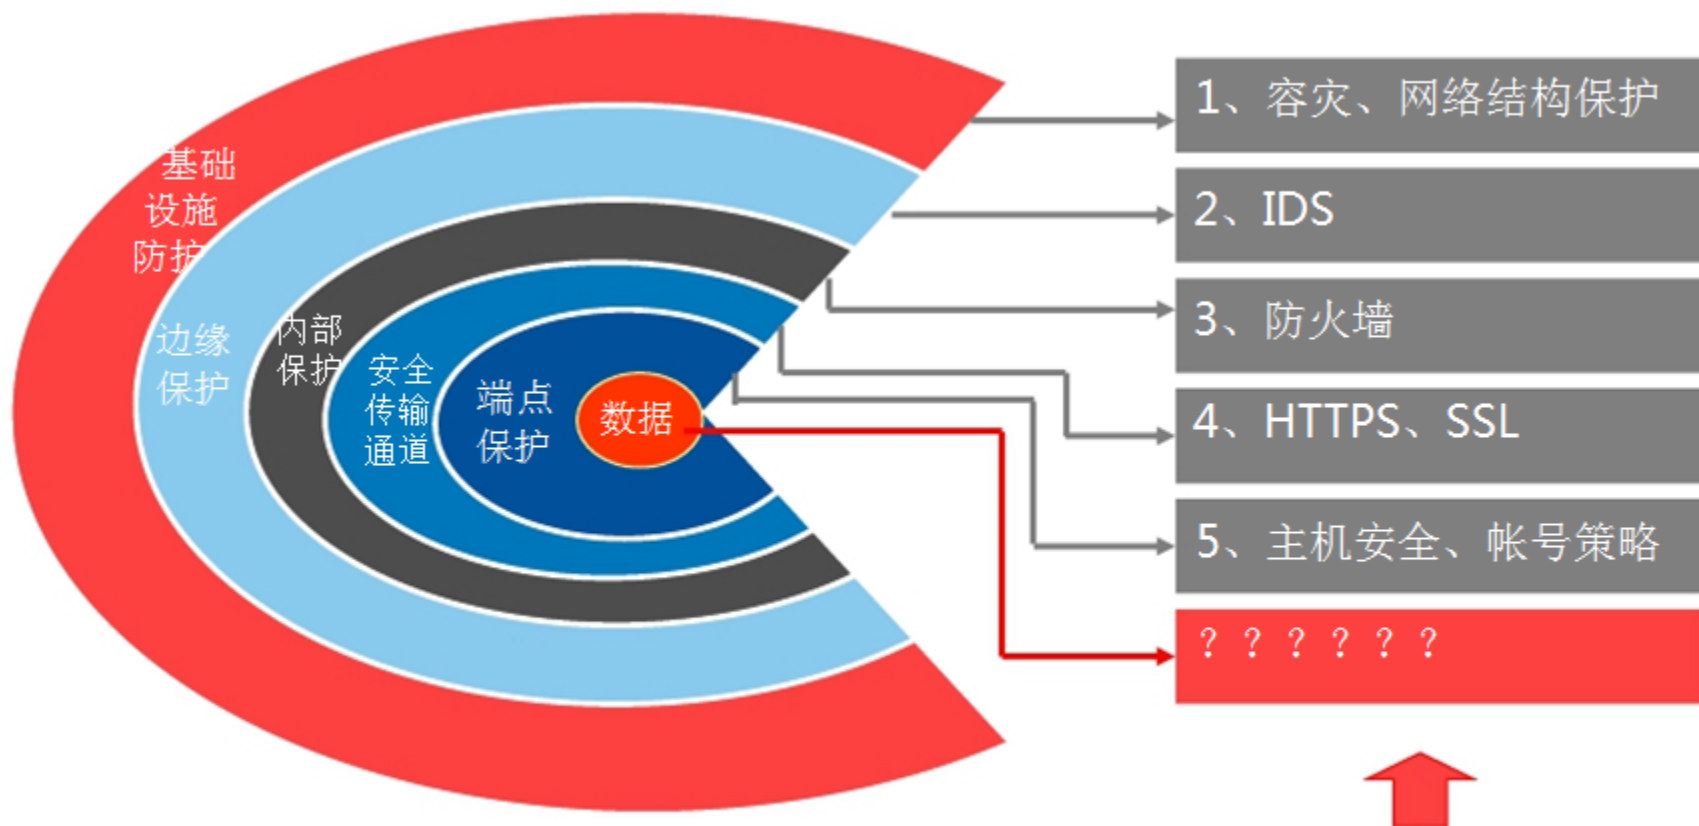 基础
设施
防护
边缘
保护
内部
保护
安全
传输
通道
端点
保护
数据
1、容灾、网络结构保护
2、IDS
3、防火墙
4、HTTPS、SSL
5、主机安全、帐号策略
？？？？？？